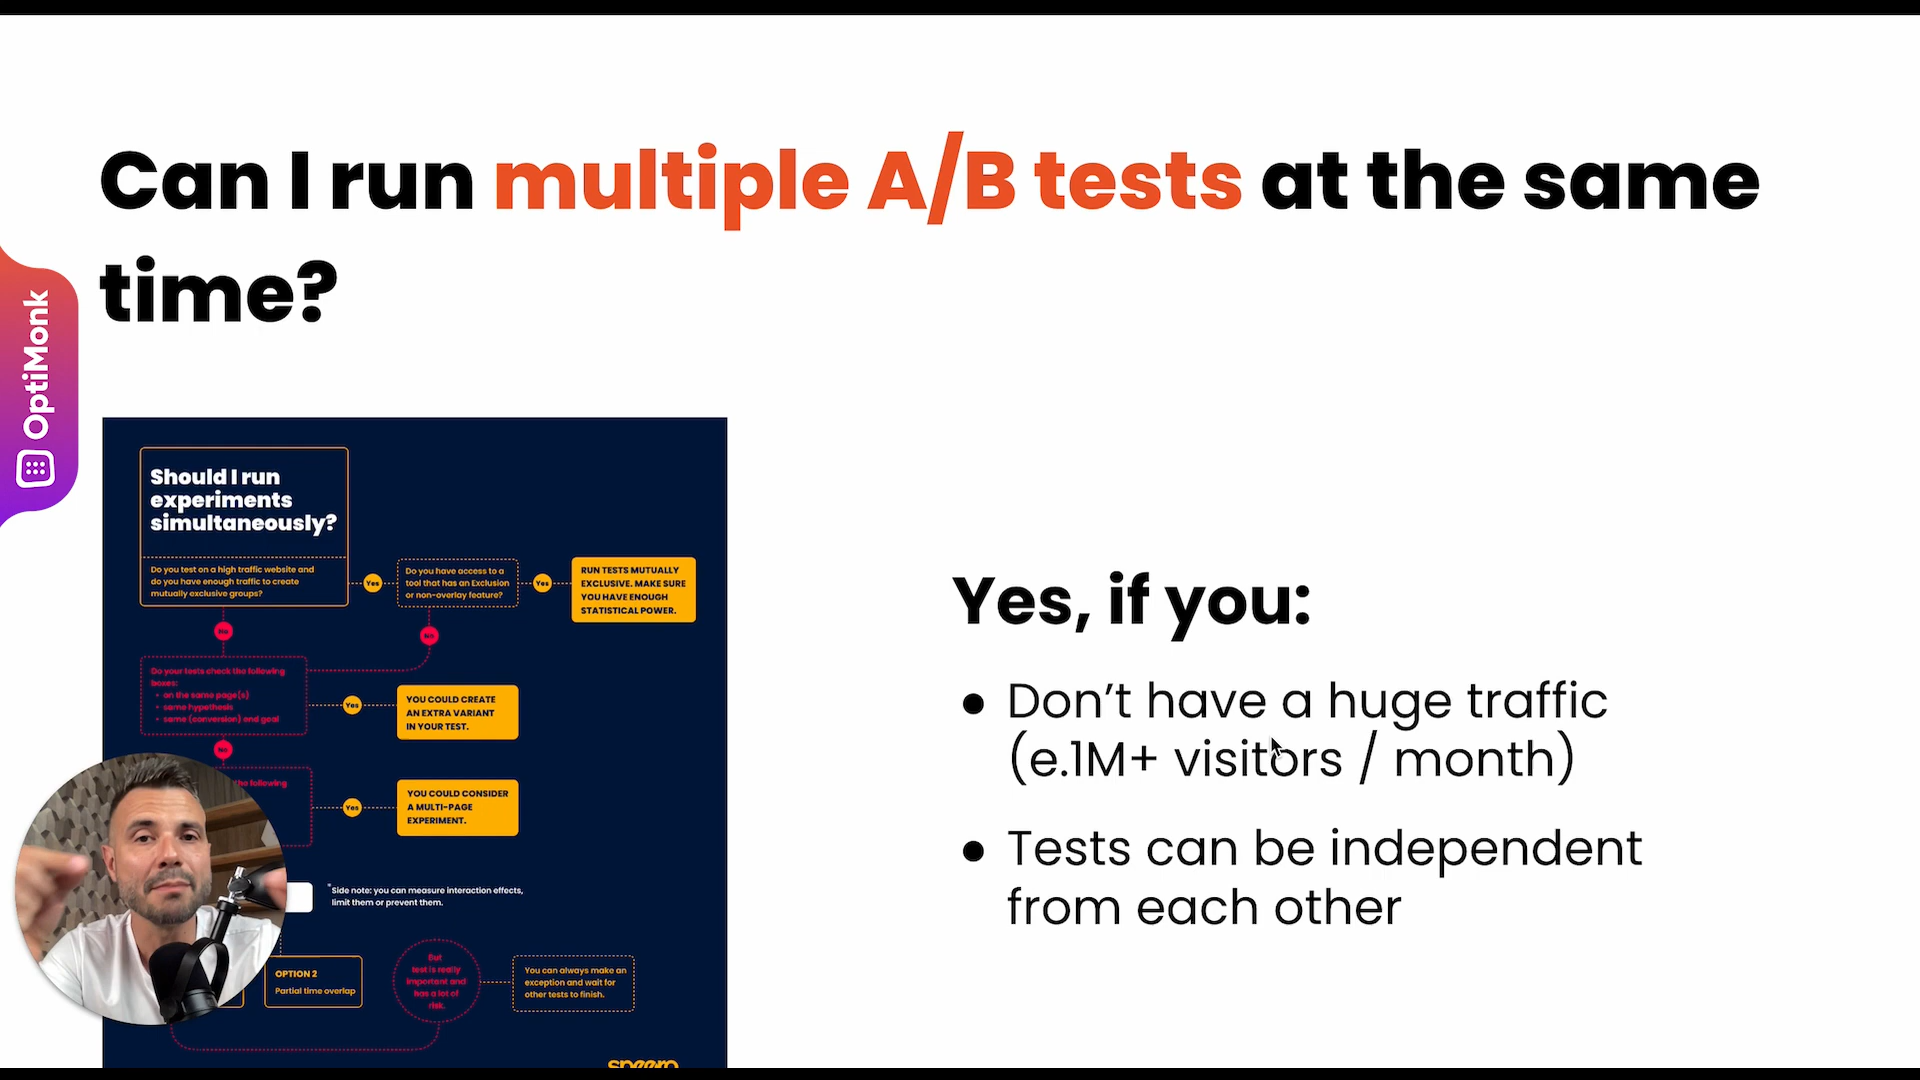 Can I run multiple A/B tests at the same
time?
OptiMonk
Should I run
experiments
simultaneously?
Do you test on a high traffic website and
do you have enough traffic to create
mutually exclusive groups?
Yes
Do you have access to a
tool that has an Exclusion
or non-overlay feature?
Yes
RUN TESTS MUTUALLY
EXCLUSIVE. MAKE SURE
YOU HAVE ENOUGH
STATISTICAL POWER.
No
No
Do your tests check the following
boxes:
• on the same page(s)
• same hypothesis
• same (conversion) end goal
Yes
YOU COULD CREATE
AN EXTRA VARIANT
IN YOUR TEST.
No
the following
Yes
YOU COULD CONSIDER
A MULTI-PAGE
EXPERIMENT.
*Side note: you can measure interaction effects,
limit them or prevent them.
OPTION 2
Partial time overlap
But
test is really
important and
has a lot of
risk.
You can always make an
exception and wait for
other tests to finish.
speero
Yes, if you:
● Don't have a huge traffic
(e.1M+ visitors / month)
● Tests can be independent
from each other